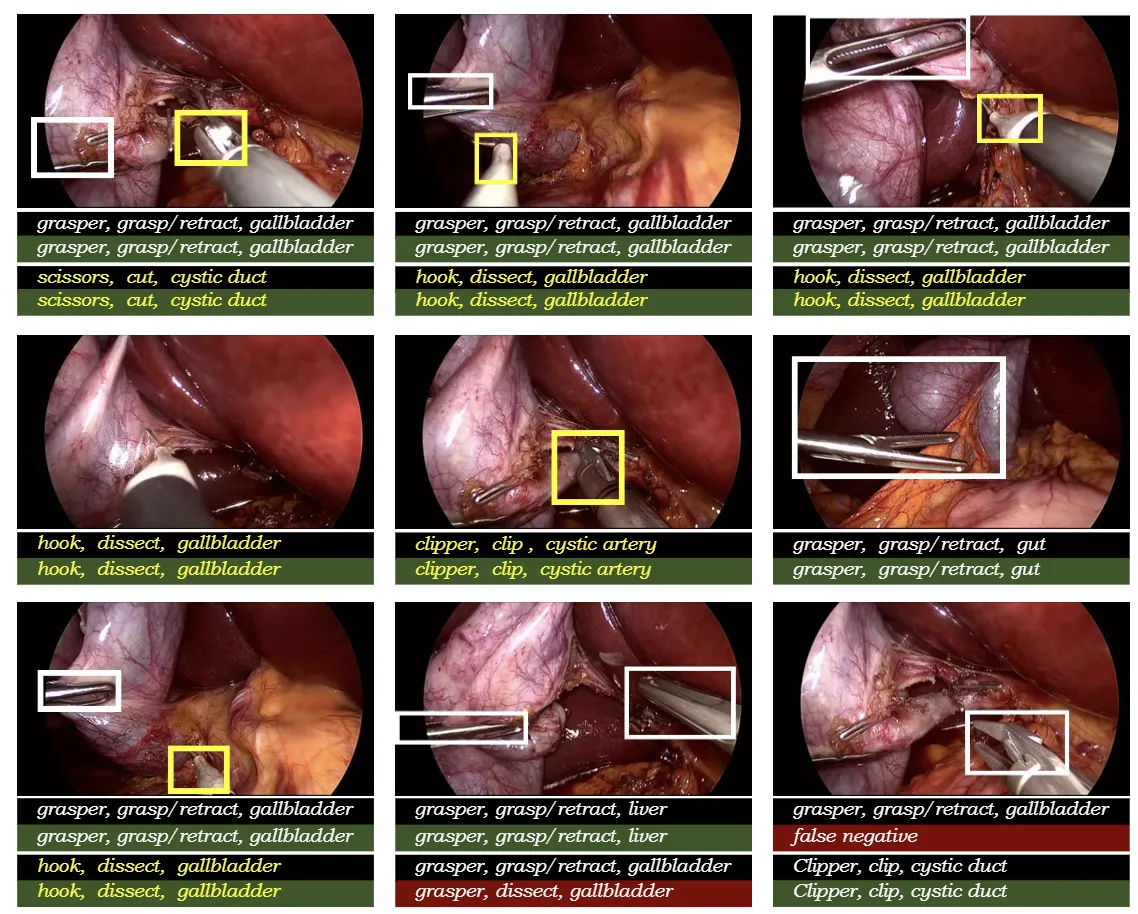 grasper, grasp/retract, gallbladder
grasper, grasp/retract, gallbladder
scissors, cut, cystic duct
scissors, cut, cystic duct
grasper, grasp/retract, gallbladder
grasper, grasp/retract, gallbladder
hook, dissect, gallbladder
hook, dissect, gallbladder
grasper, grasp/retract, gallbladder
grasper, grasp/retract, gallbladder
hook, dissect, gallbladder
hook, dissect, gallbladder
hook, dissect, gallbladder
hook, dissect, gallbladder
clipper, clip , cystic artery
clipper, clip, cystic artery
grasper, grasp/retract, gut
grasper, grasp/retract, gut
grasper, grasp/retract, gallbladder
grasper, grasp/retract, gallbladder
hook, dissect, gallbladder
hook, dissect, gallbladder
grasper, grasp/retract, liver
grasper, grasp/retract, liver
grasper, grasp/retract, gallbladder
grasper, dissect, gallbladder
grasper, grasp/retract, gallbladder
false negative
Clipper, clip, cystic duct
Clipper, clip, cystic duct